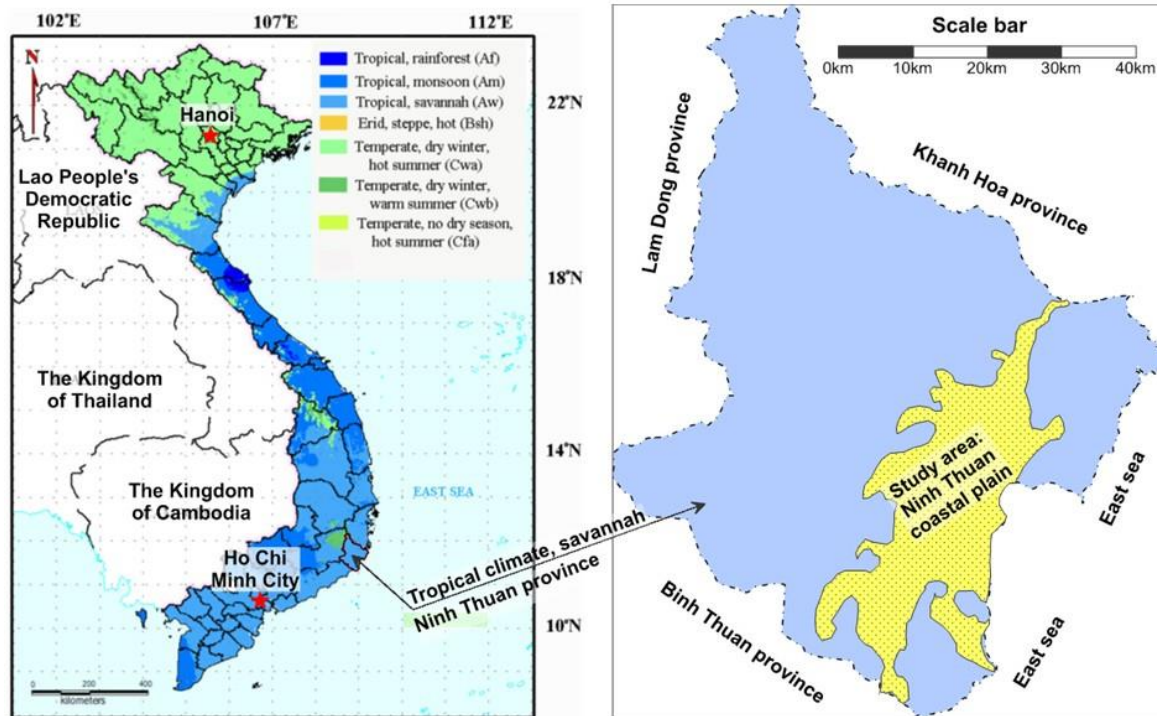 102°E
107°E
112°E
N
Tropical, rainforest (Af)
Tropical, monsoon (Am)
Tropical, savannah (Aw)
Erid, steppe, hot (Bsh)
Temperate, dry winter,
hot summer (Cwa)
Temperate, dry winter,
warm summer (Cwb)
Temperate, no dry season,
hot summer (Cfa)
Hanoi
22°N
Lao People's
Democratic
Republic
18°N
The Kingdom
of Thailand
14°N
The Kingdom
of Cambodia
EAST SEA
Ho Chi
Minh City
10°N
0 200 400
kilometers
Tropical climate, savannah
Ninh Thuan province
Scale bar
0km 10km 20km 30km 40km
Lam Dong province
Khanh Hoa province
Study area:
Ninh Thuan
coastal plain
East sea
Binh Thuan province
East sea